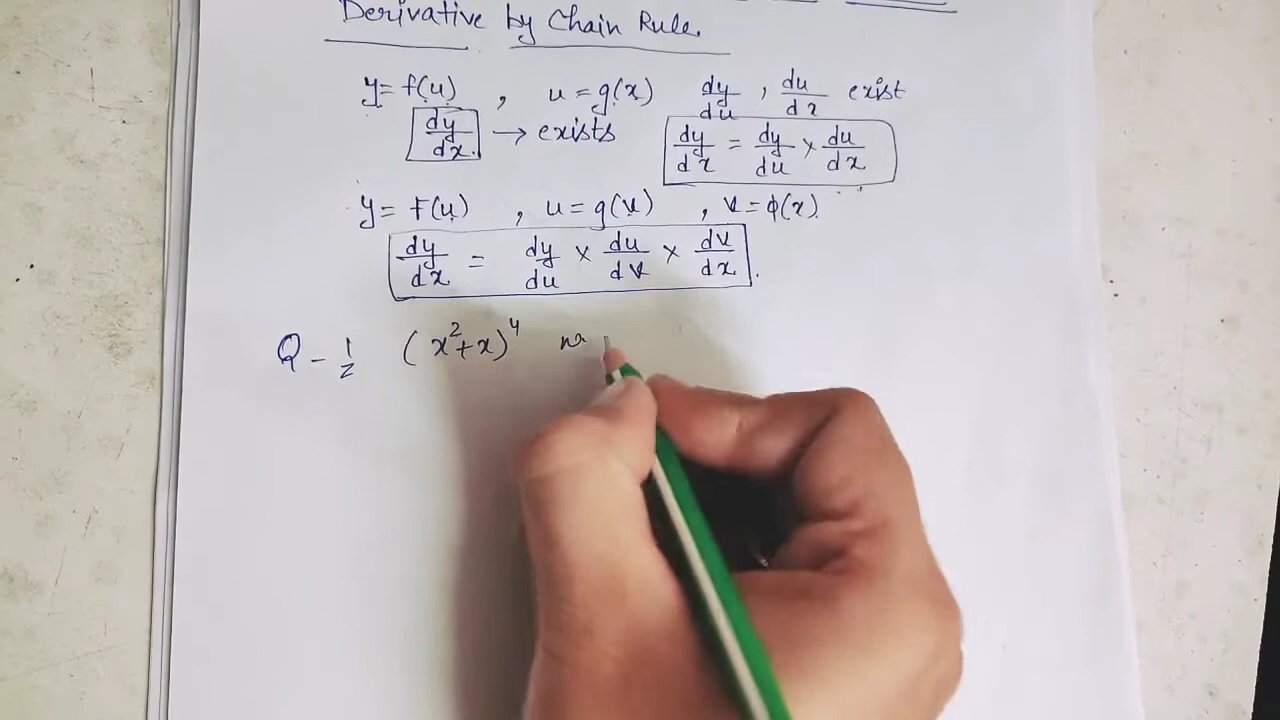 Derivative by Chain Rule.
y = f(u) , u = g(x) dy/du , du/dx exist
dy/dx → exists dy/dx = dy/du × du/dx
y = f(u) , u = g(v) , v = φ(x)
dy/dx = dy/du × du/dv × dv/dx.
Q - 1/2 (x²+x)⁴